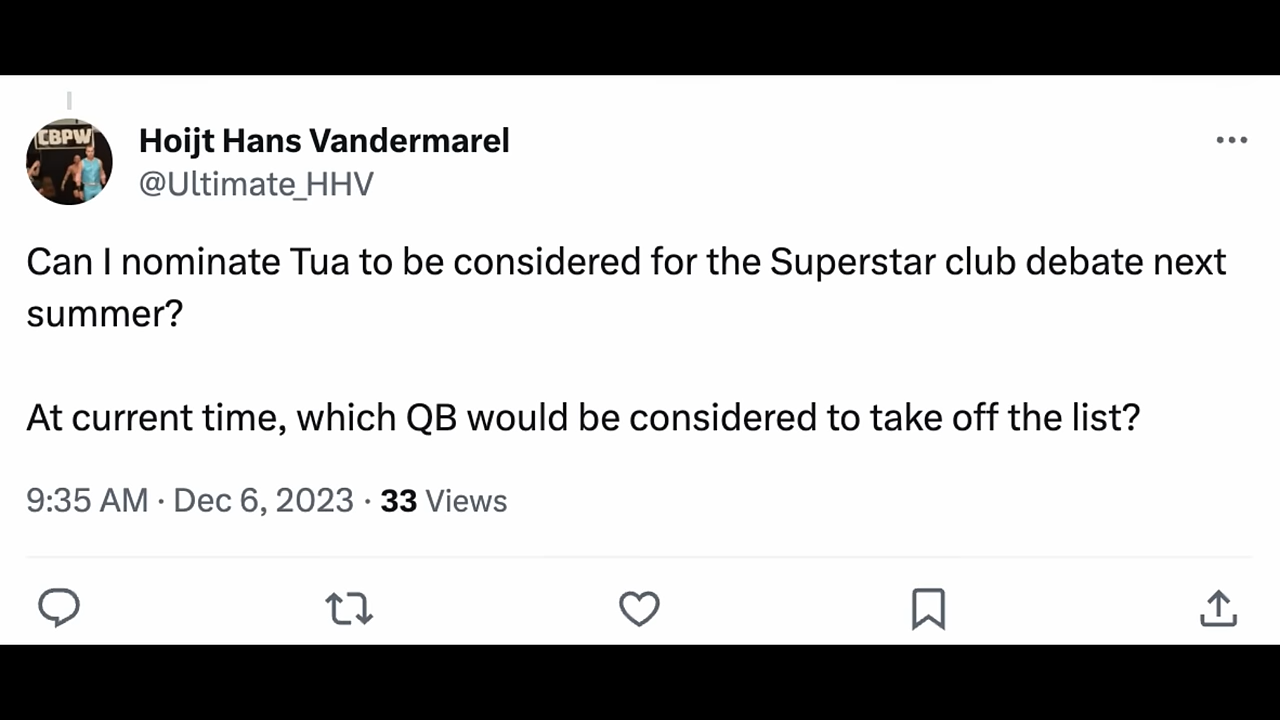 CBPW
Hoijt Hans Vandermarel
@Ultimate_HHV
Can I nominate Tua to be considered for the Superstar club debate next
summer?
At current time, which QB would be considered to take off the list?
9:35 AM · Dec 6, 2023 · 33 Views